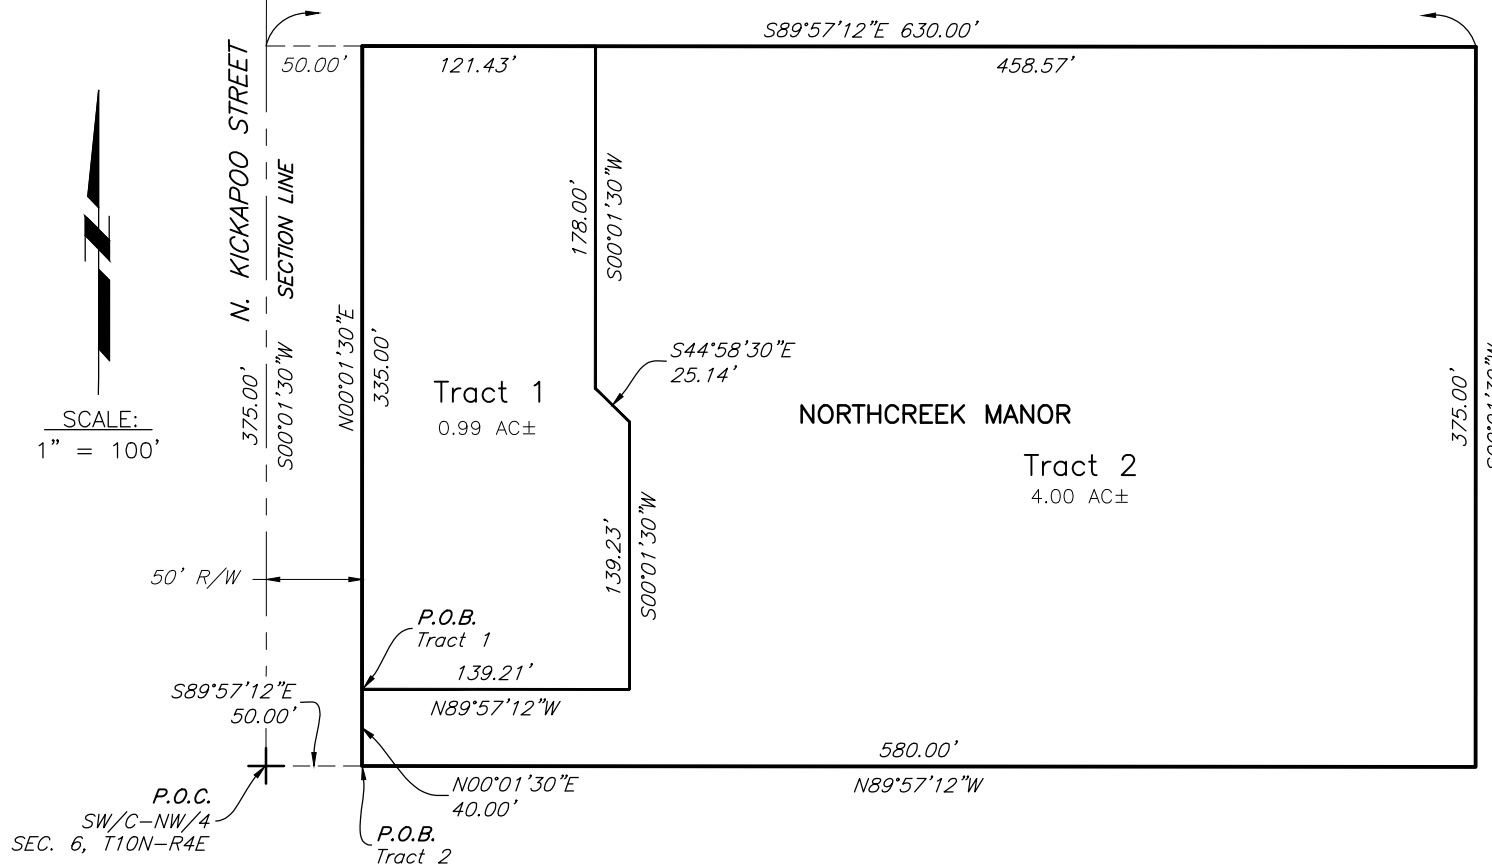 S89°57'12"E 630.00'
50.00'
121.43'
458.57'
N. KICKAPOO STREET
SECTION LINE
375.00'
S00°01'30"W
N00°01'30"E
335.00'
178.00'
S00°01'30"W
S44°58'30"E
25.14'
Tract 1
0.99 AC±
NORTHCREEK MANOR
Tract 2
4.00 AC±
375.00'
S00°01'30"W
SCALE:
1" = 100'
139.23'
S00°01'30"W
50' R/W
P.O.B.
Tract 1
139.21'
N89°57'12"W
S89°57'12"E
50.00'
580.00'
N89°57'12"W
N00°01'30"E
40.00'
P.O.C.
SW/C-NW/4
SEC. 6, T10N-R4E
P.O.B.
Tract 2